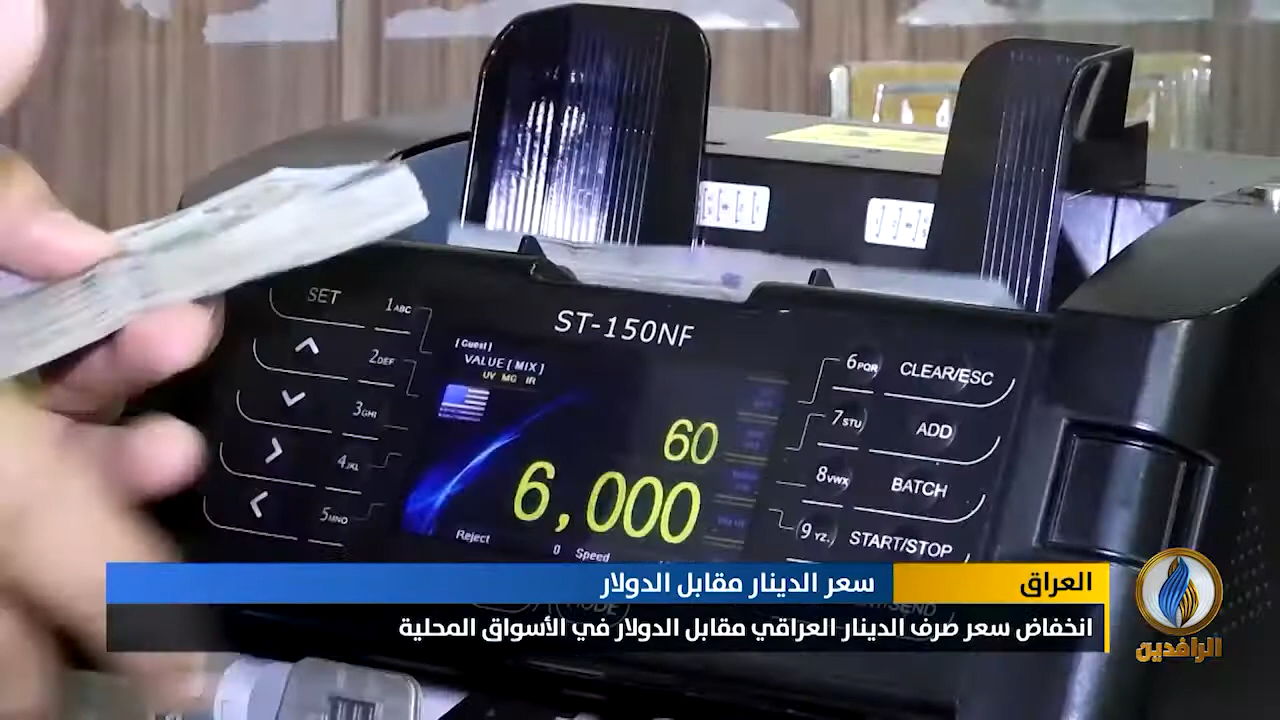 ST-150NF
SET
1ABC
2DEF
3GHI
4JKL
5MNO
[Guest]
VALUE [MIX]
UV MG IR
60
6,000
Reject 0 Speed
6PQR CLEAR/ESC
7STU ADD
8VWX BATCH
9YZ. START/STOP
العراق
سعر الدينار مقابل الدولار
انخفاض سعر صرف الدينار العراقي مقابل الدولار في الأسواق المحلية
الرافدين